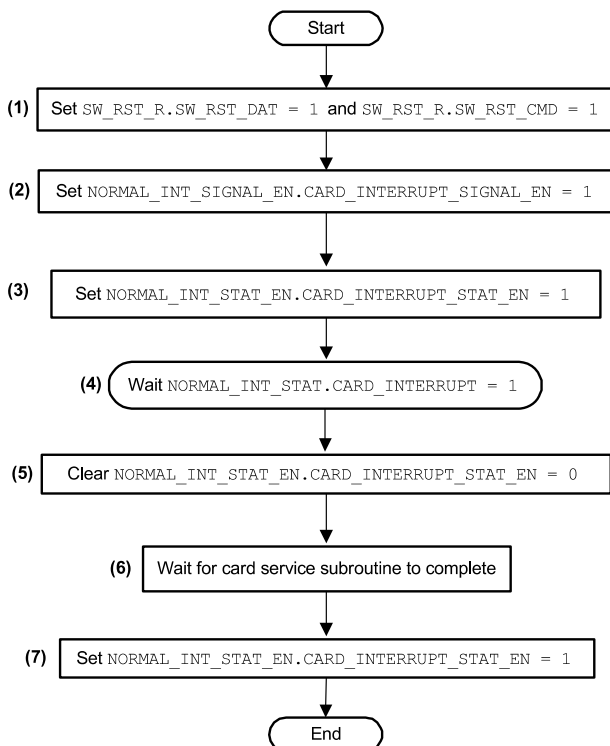 Start
(1) Set SW_RST_R.SW_RST_DAT = 1 and SW_RST_R.SW_RST_CMD = 1
(2) Set NORMAL_INT_SIGNAL_EN.CARD_INTERRUPT_SIGNAL_EN = 1
(3) Set NORMAL_INT_STAT_EN.CARD_INTERRUPT_STAT_EN = 1
(4) Wait NORMAL_INT_STAT.CARD_INTERRUPT = 1
(5) Clear NORMAL_INT_STAT_EN.CARD_INTERRUPT_STAT_EN = 0
(6) Wait for card service subroutine to complete
(7) Set NORMAL_INT_STAT_EN.CARD_INTERRUPT_STAT_EN = 1
End